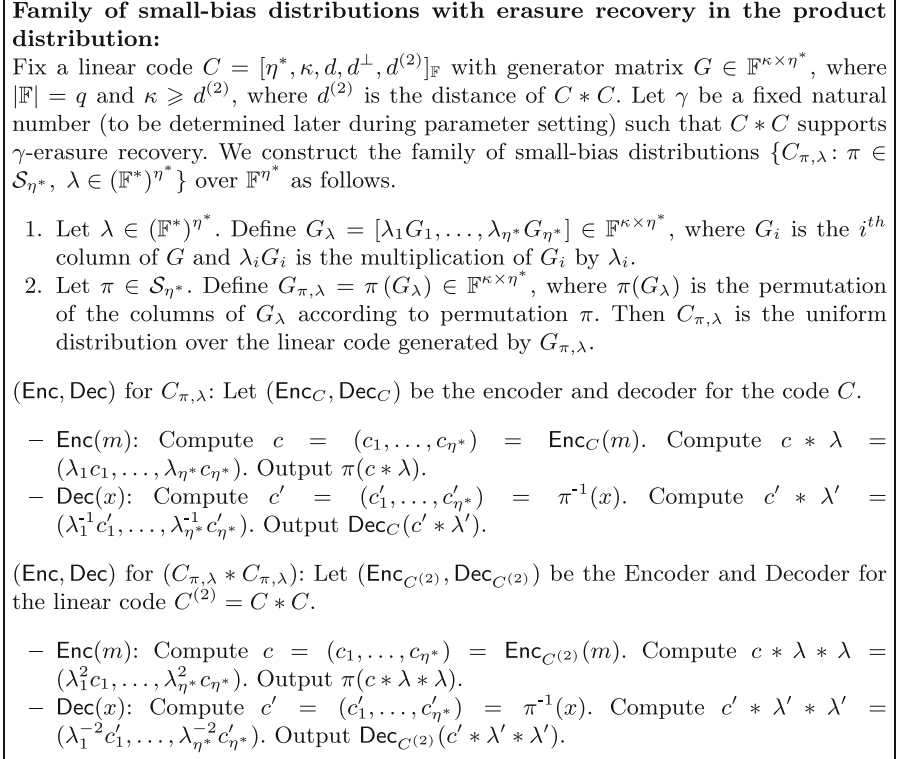 Family of small-bias distributions with erasure recovery in the product
distribution:
Fix a linear code C = [η*, κ, d, d^⊥, d^(2)]_𝔽 with generator matrix G ∈ 𝔽^{κ×η*}, where
|𝔽| = q and κ ⩾ d^(2), where d^(2) is the distance of C ∗ C. Let γ be a fixed natural
number (to be determined later during parameter setting) such that C ∗ C supports
γ-erasure recovery. We construct the family of small-bias distributions {C_{π,λ} : π ∈
𝒮_{η*}, λ ∈ (𝔽*)^{η*}} over 𝔽^{η*} as follows.
1. Let λ ∈ (𝔽*)^{η*}. Define G_λ = [λ_1G_1, . . . , λ_{η*}G_{η*}] ∈ 𝔽^{κ×η*}, where G_i is the i^{th}
column of G and λ_iG_i is the multiplication of G_i by λ_i.
2. Let π ∈ 𝒮_{η*}. Define G_{π,λ} = π (G_λ) ∈ 𝔽^{κ×η*}, where π(G_λ) is the permutation
of the columns of G_λ according to permutation π. Then C_{π,λ} is the uniform
distribution over the linear code generated by G_{π,λ}.
(Enc, Dec) for C_{π,λ}: Let (Enc_C, Dec_C) be the encoder and decoder for the code C.
– Enc(m): Compute c = (c_1, . . . , c_{η*}) = Enc_C(m). Compute c ∗ λ =
(λ_1c_1, . . . , λ_{η*}c_{η*}). Output π(c ∗ λ).
– Dec(x): Compute c′ = (c′_1, . . . , c′_{η*}) = π^{-1}(x). Compute c′ ∗ λ′ =
(λ_1^{-1}c′_1, . . . , λ_{η*}^{-1}c′_{η*}). Output Dec_C(c′ ∗ λ′).
(Enc, Dec) for (C_{π,λ} ∗ C_{π,λ}): Let (Enc_{C^(2)}, Dec_{C^(2)}) be the Encoder and Decoder for
the linear code C^(2) = C ∗ C.
– Enc(m): Compute c = (c_1, . . . , c_{η*}) = Enc_{C^(2)}(m). Compute c ∗ λ ∗ λ =
(λ_1^2c_1, . . . , λ_{η*}^2c_{η*}). Output π(c ∗ λ ∗ λ).
– Dec(x): Compute c′ = (c′_1, . . . , c′_{η*}) = π^{-1}(x). Compute c′ ∗ λ′ ∗ λ′ =
(λ_1^{−2}c′_1, . . . , λ_{η*}^{−2}c′_{η*}). Output Dec_{C^(2)}(c′ ∗ λ′ ∗ λ′).